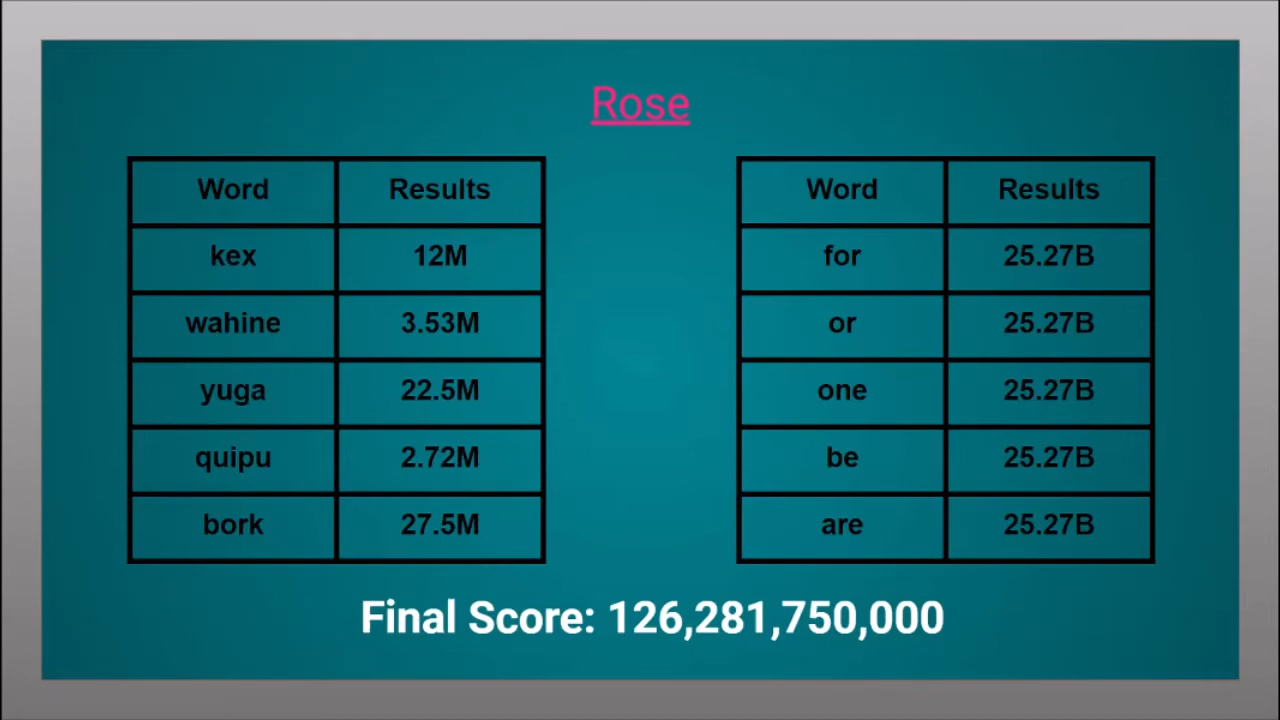 Rose
Word Results
kex 12M
wahine 3.53M
yuga 22.5M
quipu 2.72M
bork 27.5M
Word Results
for 25.27B
or 25.27B
one 25.27B
be 25.27B
are 25.27B
Final Score: 126,281,750,000